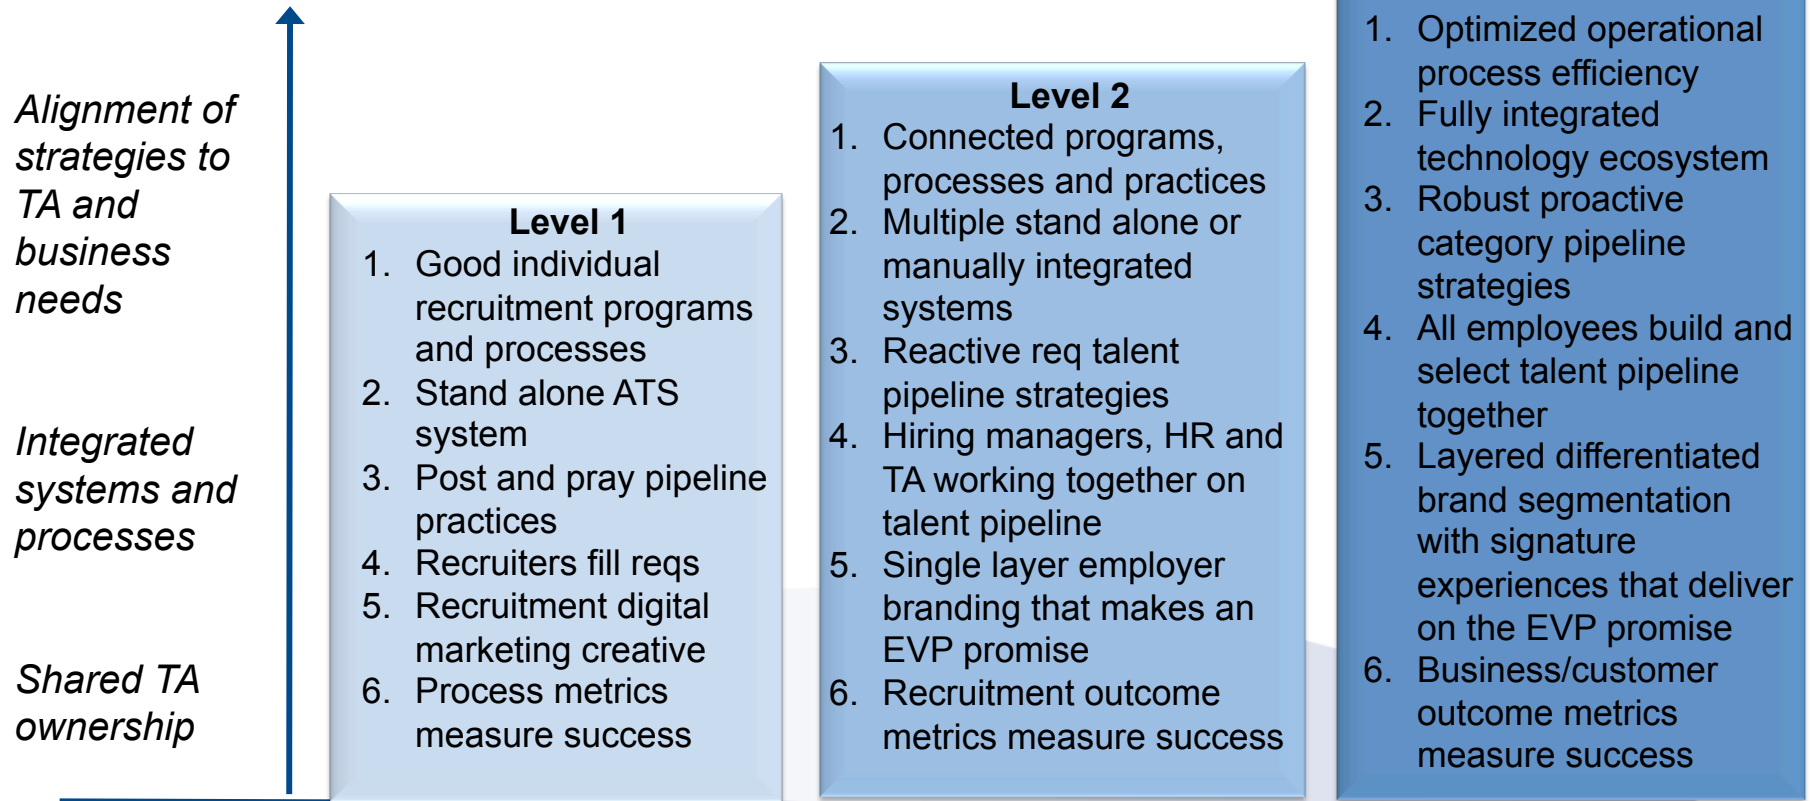 Alignment of
strategies to
TA and
business
needs
Integrated
systems and
processes
Shared TA
ownership
Level 1
1. Good individual
recruitment programs
and processes
2. Stand alone ATS
system
3. Post and pray pipeline
practices
4. Recruiters fill reqs
5. Recruitment digital
marketing creative
6. Process metrics
measure success
Level 2
1. Connected programs,
processes and practices
2. Multiple stand alone or
manually integrated
systems
3. Reactive req talent
pipeline strategies
4. Hiring managers, HR and
TA working together on
talent pipeline
5. Single layer employer
branding that makes an
EVP promise
6. Recruitment outcome
metrics measure success
1. Optimized operational
process efficiency
2. Fully integrated
technology ecosystem
3. Robust proactive
category pipeline
strategies
4. All employees build and
select talent pipeline
together
5. Layered differentiated
brand segmentation
with signature
experiences that deliver
on the EVP promise
6. Business/customer
outcome metrics
measure success